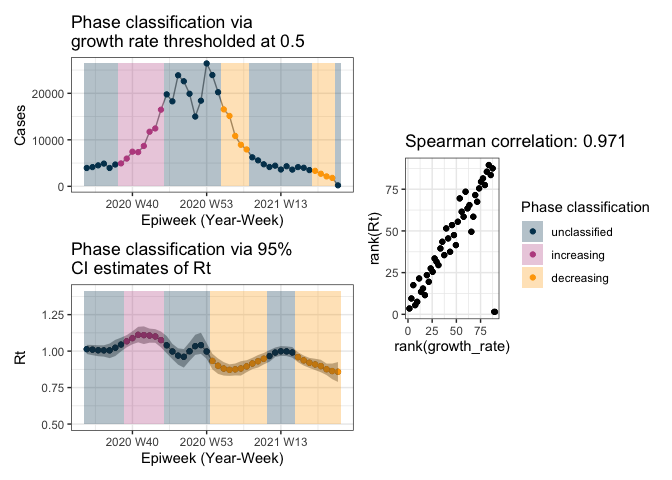 Phase classification via
growth rate thresholded at 0.5
Cases
20000
10000
0
2020 W40
2020 W53
2021 W13
Epiweek (Year-Week)
Phase classification via 95%
CI estimates of Rt
Rt
1.25
1.00
0.75
0.50
2020 W40
2020 W53
2021 W13
Epiweek (Year-Week)
Spearman correlation: 0.971
rank(Rt)
75
50
25
0
0
25
50
75
rank(growth_rate)
Phase classification
unclassified
increasing
decreasing